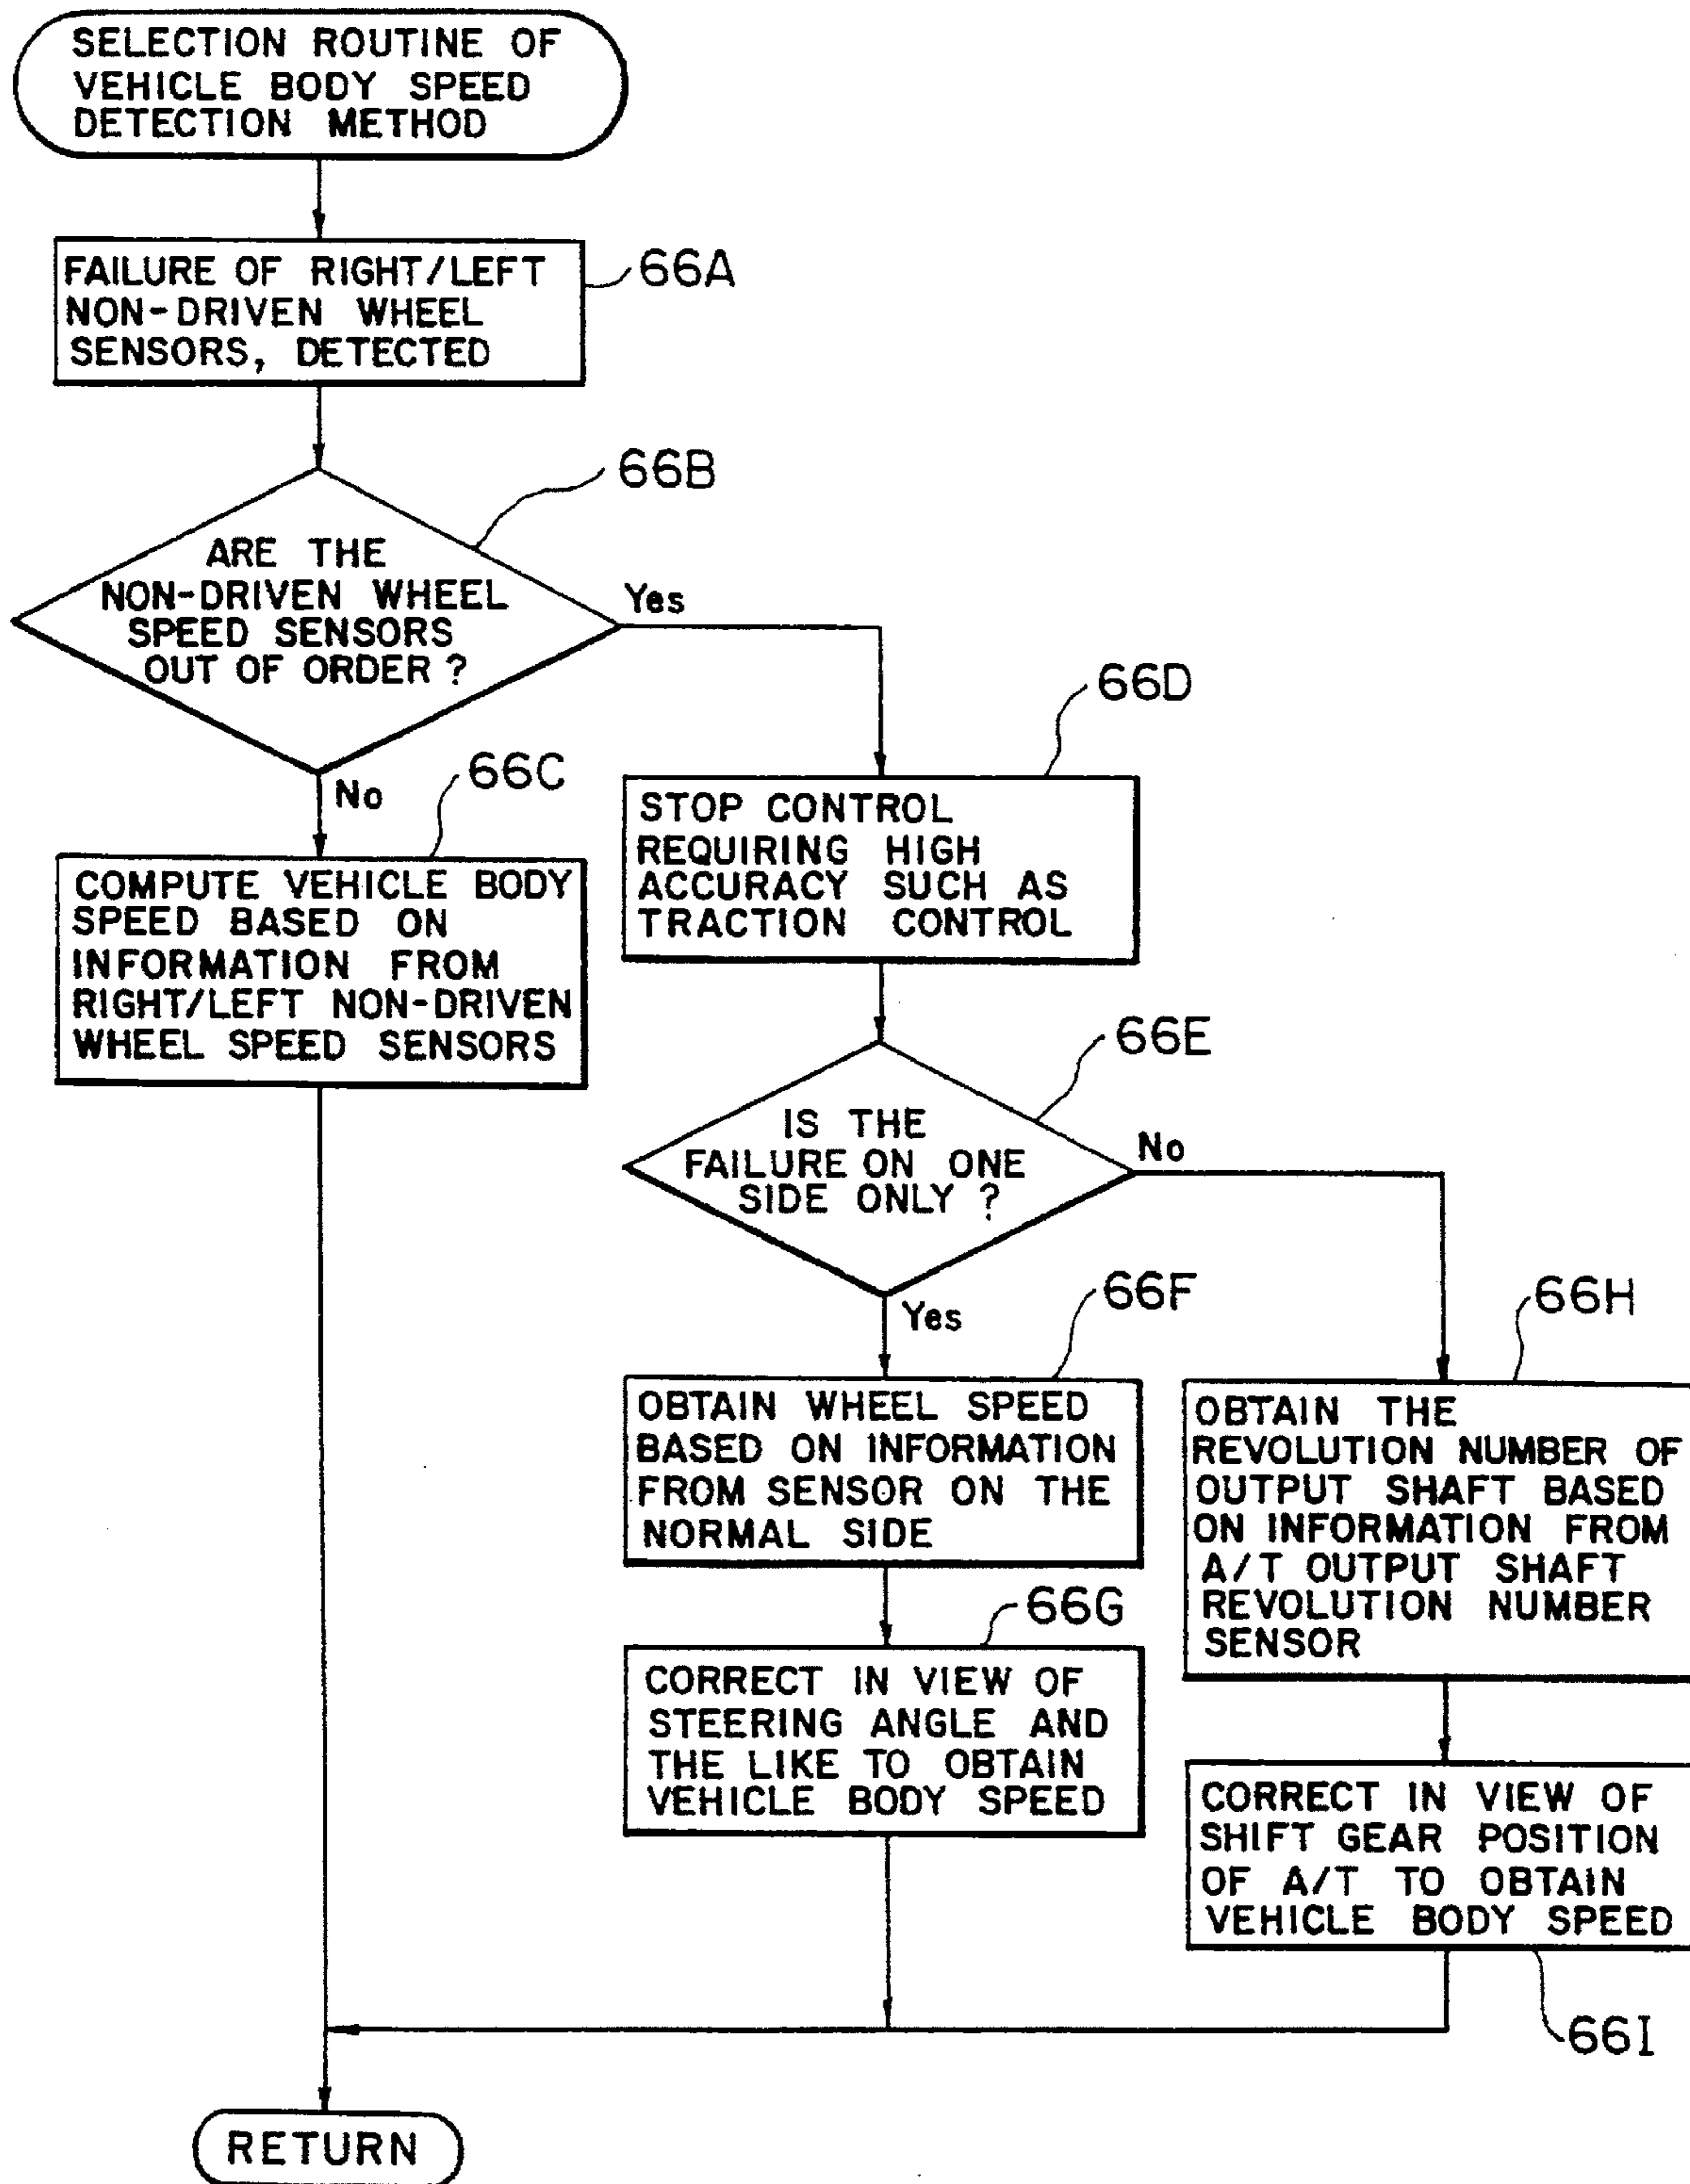 SELECTION ROUTINE OF
VEHICLE BODY SPEED
DETECTION METHOD
FAILURE OF RIGHT/LEFT
NON-DRIVEN WHEEL
SENSORS, DETECTED
66A
66B
ARE THE
NON-DRIVEN WHEEL
SPEED SENSORS
OUT OF ORDER ?
Yes
No
66C
COMPUTE VEHICLE BODY
SPEED BASED ON
INFORMATION FROM
RIGHT/LEFT NON-DRIVEN
WHEEL SPEED SENSORS
66D
STOP CONTROL
REQUIRING HIGH
ACCURACY SUCH AS
TRACTION CONTROL
66E
IS THE
FAILURE ON ONE
SIDE ONLY ?
No
Yes
66F
OBTAIN WHEEL SPEED
BASED ON INFORMATION
FROM SENSOR ON THE
NORMAL SIDE
66G
CORRECT IN VIEW OF
STEERING ANGLE AND
THE LIKE TO OBTAIN
VEHICLE BODY SPEED
66H
OBTAIN THE
REVOLUTION NUMBER OF
OUTPUT SHAFT BASED
ON INFORMATION FROM
A/T OUTPUT SHAFT
REVOLUTION NUMBER
SENSOR
CORRECT IN VIEW OF
SHIFT GEAR POSITION
OF A/T TO OBTAIN
VEHICLE BODY SPEED
66I
RETURN